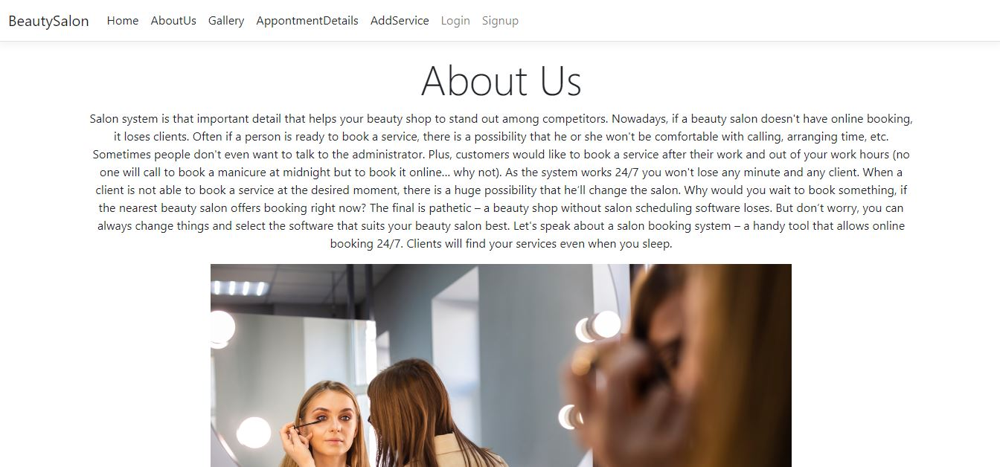 BeautySalon Home AboutUs Gallery AppontmentDetails AddService Login Signup
About Us
Salon system is that important detail that helps your beauty shop to stand out among competitors. Nowadays, if a beauty salon doesn't have online booking,
it loses clients. Often if a person is ready to book a service, there is a possibility that he or she won't be comfortable with calling, arranging time, etc.
Sometimes people don't even want to talk to the administrator. Plus, customers would like to book a service after their work and out of your work hours (no
one will call to book a manicure at midnight but to book it online... why not). As the system works 24/7 you won't lose any minute and any client. When a
client is not able to book a service at the desired moment, there is a huge possibility that he'll change the salon. Why would you wait to book something, if
the nearest beauty salon offers booking right now? The final is pathetic – a beauty shop without salon scheduling software loses. But don’t worry, you can
always change things and select the software that suits your beauty salon best. Let's speak about a salon booking system – a handy tool that allows online
booking 24/7. Clients will find your services even when you sleep.